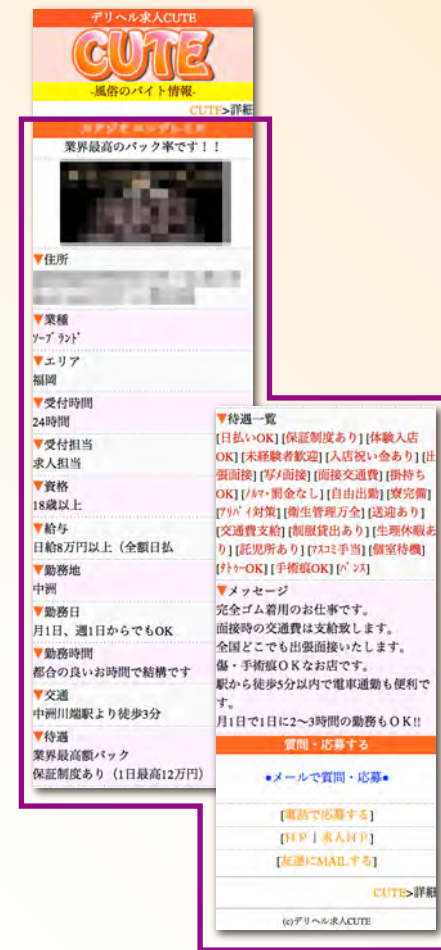 デリヘル求人CUTE
CUTE
-風俗のバイト情報-
CUTE>詳細
業界最高のバック率です！！
▼住所
▼業種
ｿｰﾌﾟﾗﾝﾄﾞ
▼エリア
福岡
▼受付時間
24時間
▼受付担当
求人担当
▼資格
18歳以上
▼給与
日給8万円以上（全額日払
▼勤務地
中洲
▼勤務日
月1日、週1日からでもOK
▼勤務時間
都合の良いお時間で結構です
▼交通
中洲川端駅より徒歩3分
▼待遇
業界最高額バック
保証制度あり（1日最高12万円）
▼待遇一覧
[日払いOK] [保証制度あり] [体験入店
OK] [未経験者歓迎] [入店祝い金あり] [出
張面接] [写ﾒ面接] [面接交通費] [掛持ち
OK] [ﾉﾙﾏ・罰金なし] [自由出勤] [寮完備]
[ｱﾘﾊﾞｲ対策] [衛生管理万全] [送迎あり]
[交通費支給] [制服貸出あり] [生理休暇あ
り] [託児所あり] [ﾏｽｺﾐ手当] [個室待機]
[ﾀﾄｩｰOK] [手術痕OK] [ﾊﾟﾝｽ]
▼メッセージ
完全ゴム着用のお仕事です。
面接時の交通費は支給致します。
全国どこでも出張面接いたします。
傷・手術痕ＯＫなお店です。
駅から徒歩5分以内で電車通勤も便利で
す。
月1日で1日に2～3時間の勤務もＯＫ!!
質問・応募する
●メールで質問・応募●
[電話で応募する]
[ＨＰ | 求人ＨＰ]
[友達にMAILする]
CUTE>詳細
(c)デリヘル求人CUTE